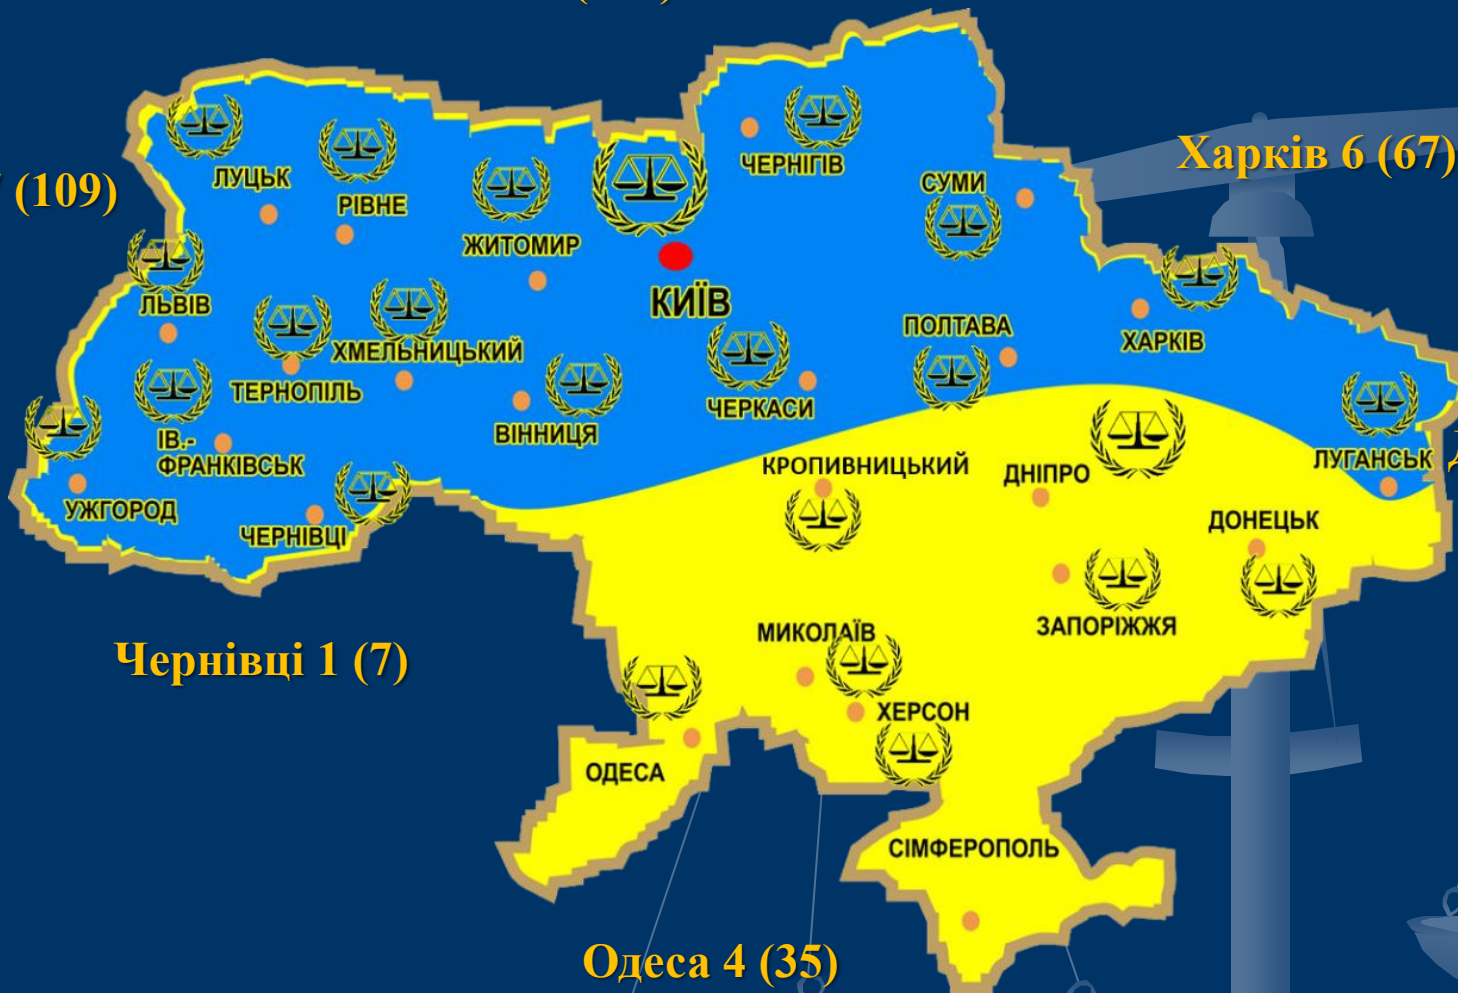 Харків 6 (67)
(109)
ЛУЦЬК
РІВНЕ
ЖИТОМИР
ЧЕРНІГІВ
СУМИ
КИЇВ
ЛЬВІВ
ТЕРНОПІЛЬ
ХМЕЛЬНИЦЬКИЙ
ВІННИЦЯ
ЧЕРКАСИ
ПОЛТАВА
ХАРКІВ
ЛУГАНСЬК
ІВ.-
ФРАНКІВСЬК
УЖГОРОД
ЧЕРНІВЦІ
КРОПИВНИЦЬКИЙ
ДНІПРО
ДОНЕЦЬК
ЗАПОРІЖЖЯ
МИКОЛАЇВ
ХЕРСОН
ОДЕСА
СІМФЕРОПОЛЬ
Чернівці 1 (7)
Одеса 4 (35)